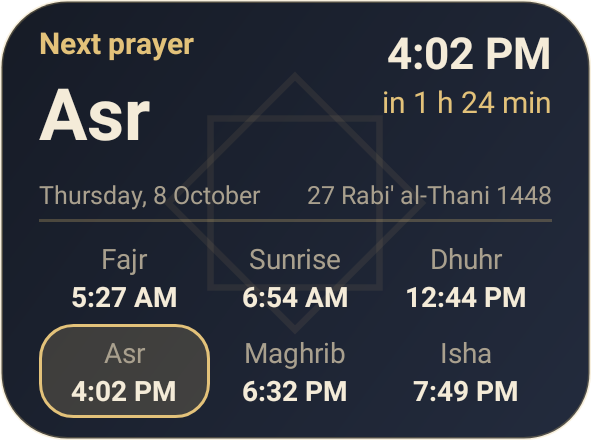 Next prayer
4:02 PM
Asr
in 1 h 24 min
Thursday, 8 October
27 Rabi' al-Thani 1448
Fajr
Sunrise
Dhuhr
5:27 AM
6:54 AM
12:44 PM
Asr
Maghrib
Isha
4:02 PM
6:32 PM
7:49 PM